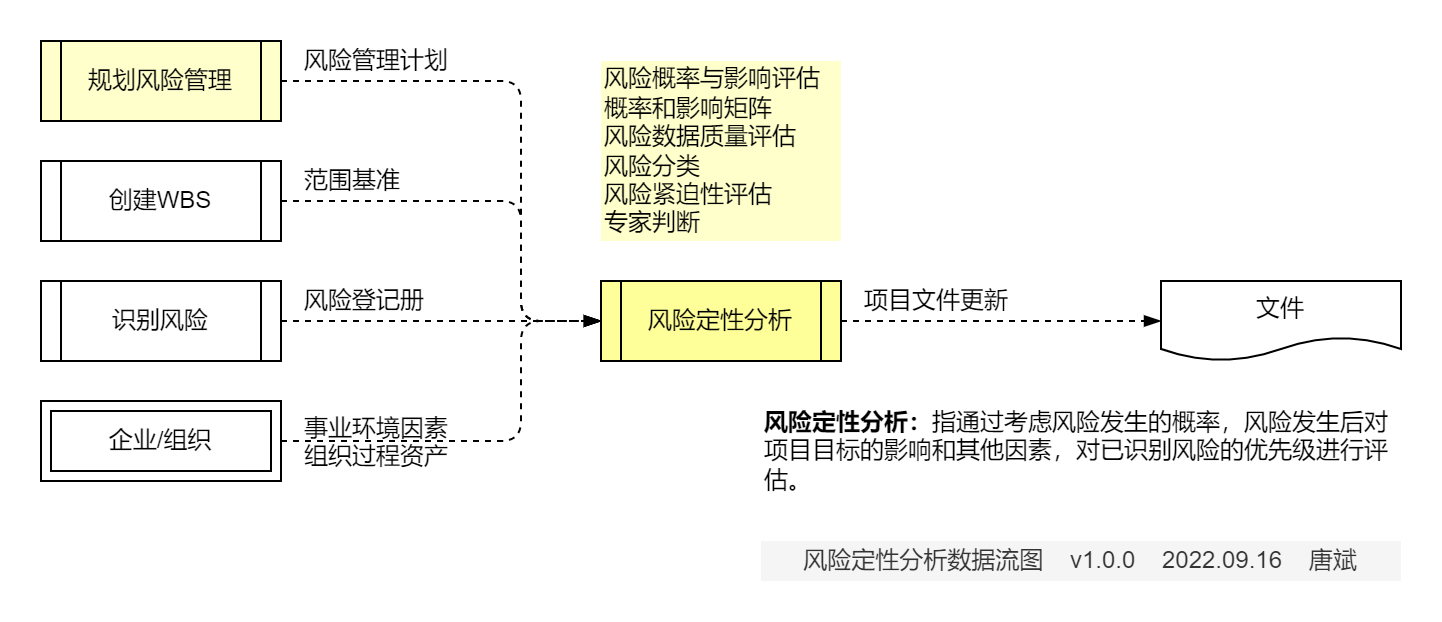 规划风险管理
风险管理计划
创建WBS
范围基准
识别风险
风险登记册
企业/组织
事业环境因素
组织过程资产
风险概率与影响评估
概率和影响矩阵
风险数据质量评估
风险分类
风险紧迫性评估
专家判断
风险定性分析
项目文件更新
文件
风险定性分析：指通过考虑风险发生的概率，风险发生后对
项目目标的影响和其他因素，对已识别风险的优先级进行评
估。
风险定性分析数据流图 v1.0.0 2022.09.16 唐斌